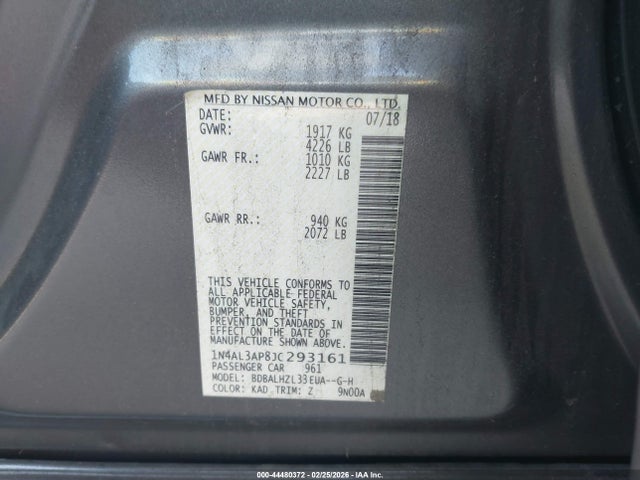 MFD BY NISSAN MOTOR CO., LTD.
DATE: 07/18
GVWR: 1917 KG
4226 LB
GAWR FR.: 1010 KG
2227 LB
GAWR RR.: 940 KG
2072 LB
THIS VEHICLE CONFORMS TO
ALL APPLICABLE FEDERAL
MOTOR VEHICLE SAFETY,
BUMPER, AND THEFT
PREVENTION STANDARDS IN
EFFECT ON THE DATE OF
MANUFACTURE SHOWN ABOVE.
1N4AL3AP8JC293161
PASSENGER CAR 961
MODEL: BDBALHZL33EUA--G-H
COLOR: KAD TRIM: Z 9N00A
000-44480372 - 02/25/2026 - IAA Inc.